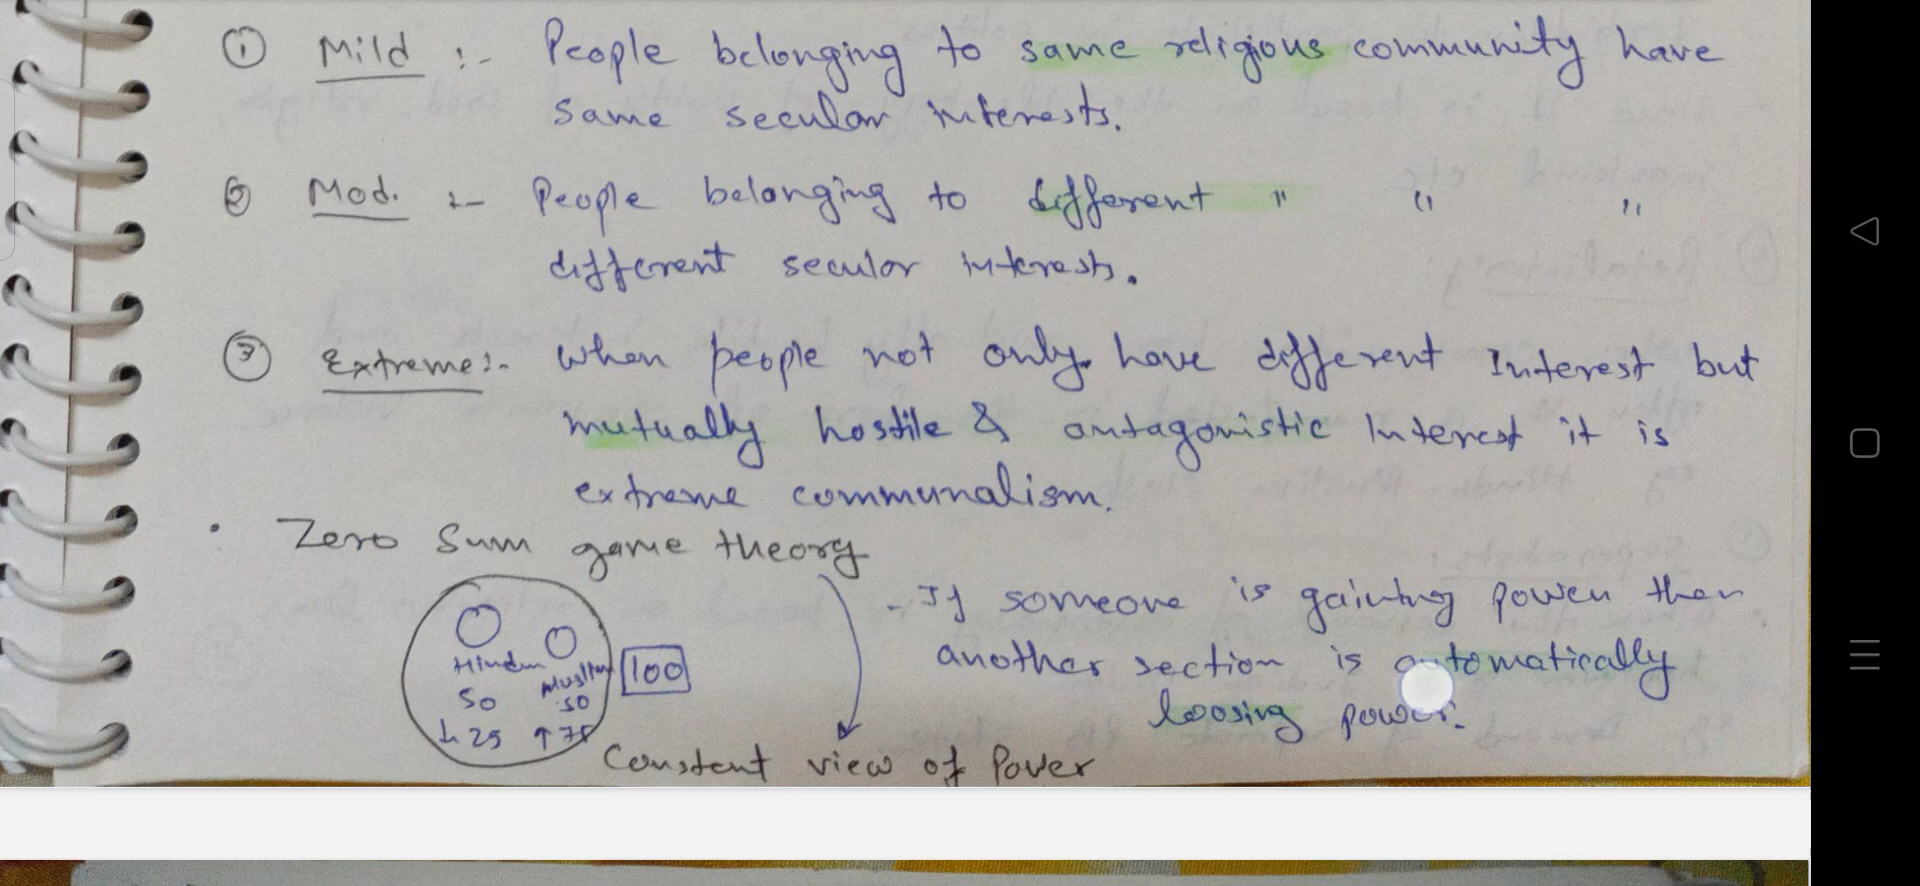 ① Mild :- People belonging to same religious community have
same secular interests.
② Mod. :- People belonging to different " " "
different secular interests.
③ Extreme:- when people not only have different Interest but
mutually hostile & antagonistic Interest it is
extreme communalism.
• Zero Sum game theory
- If someone is gaining power then
another section is automatically
loosing power.
Hindu Muslim
50 50
↓25 ↑75
100
Constant view of Power